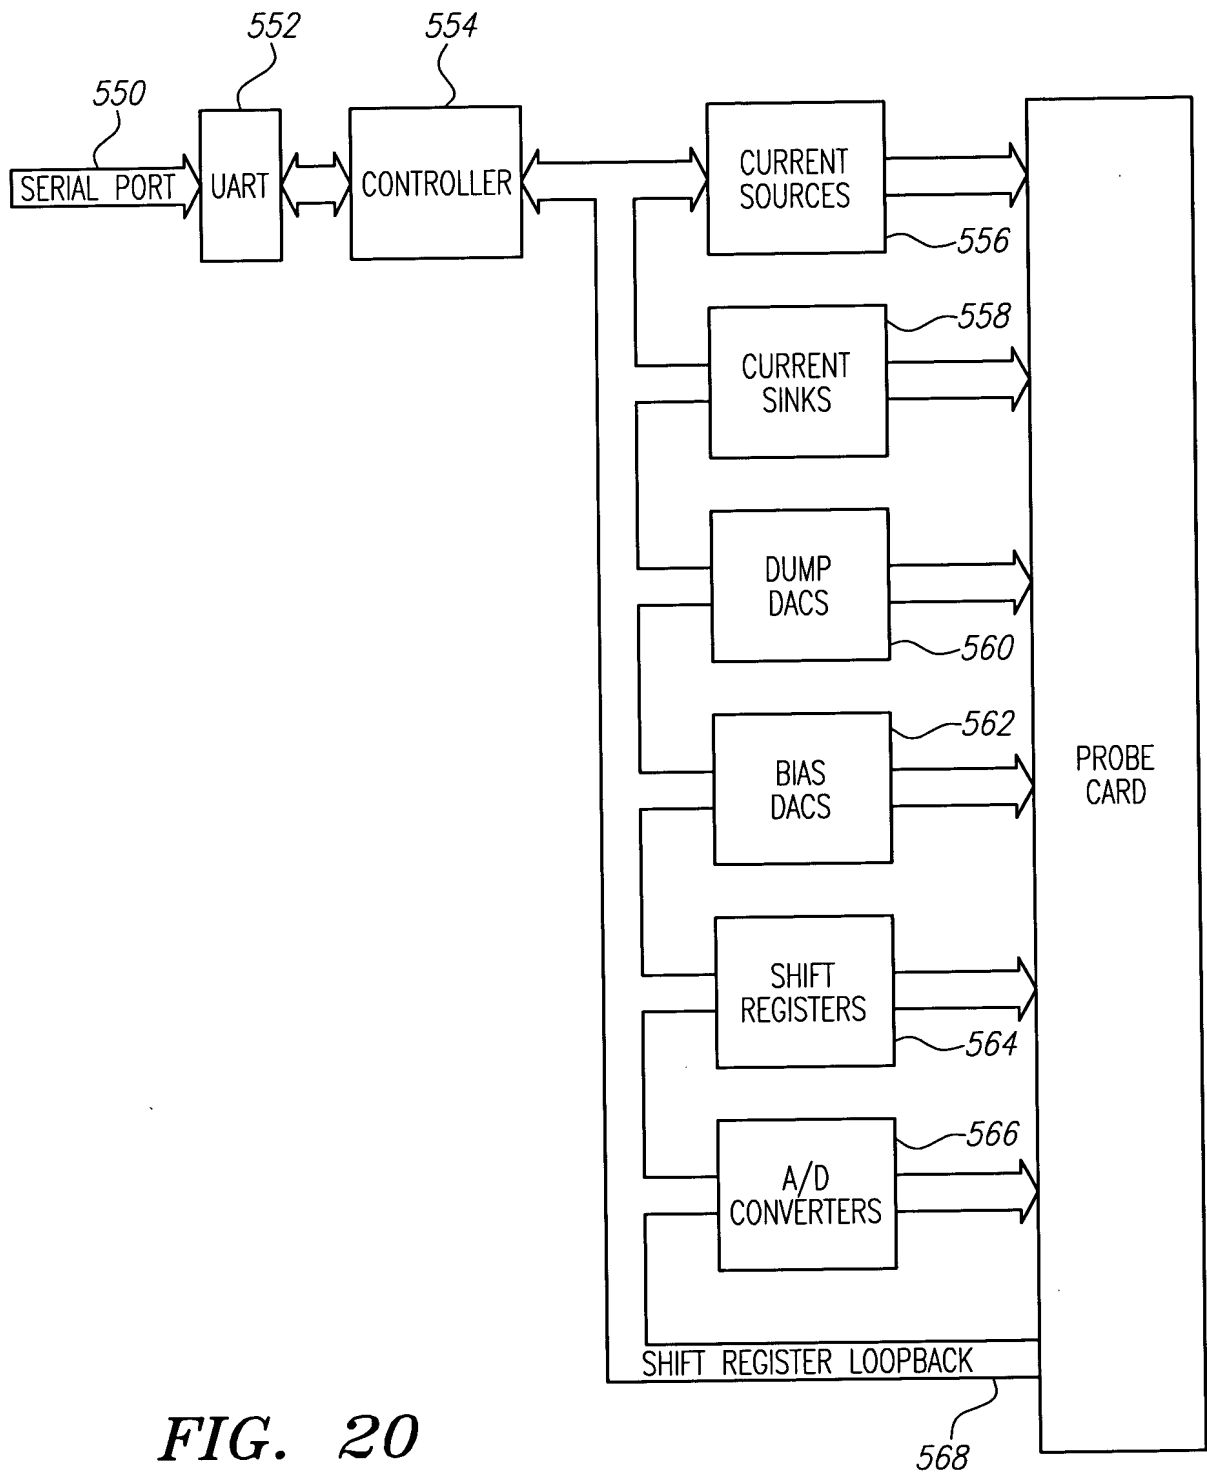 552
554
550
SERIAL PORT
UART
CONTROLLER
CURRENT
SOURCES
556
558
CURRENT
SINKS
DUMP
DACS
560
562
BIAS
DACS
PROBE
CARD
SHIFT
REGISTERS
564
566
A/D
CONVERTERS
SHIFT REGISTER LOOPBACK
568
FIG. 20